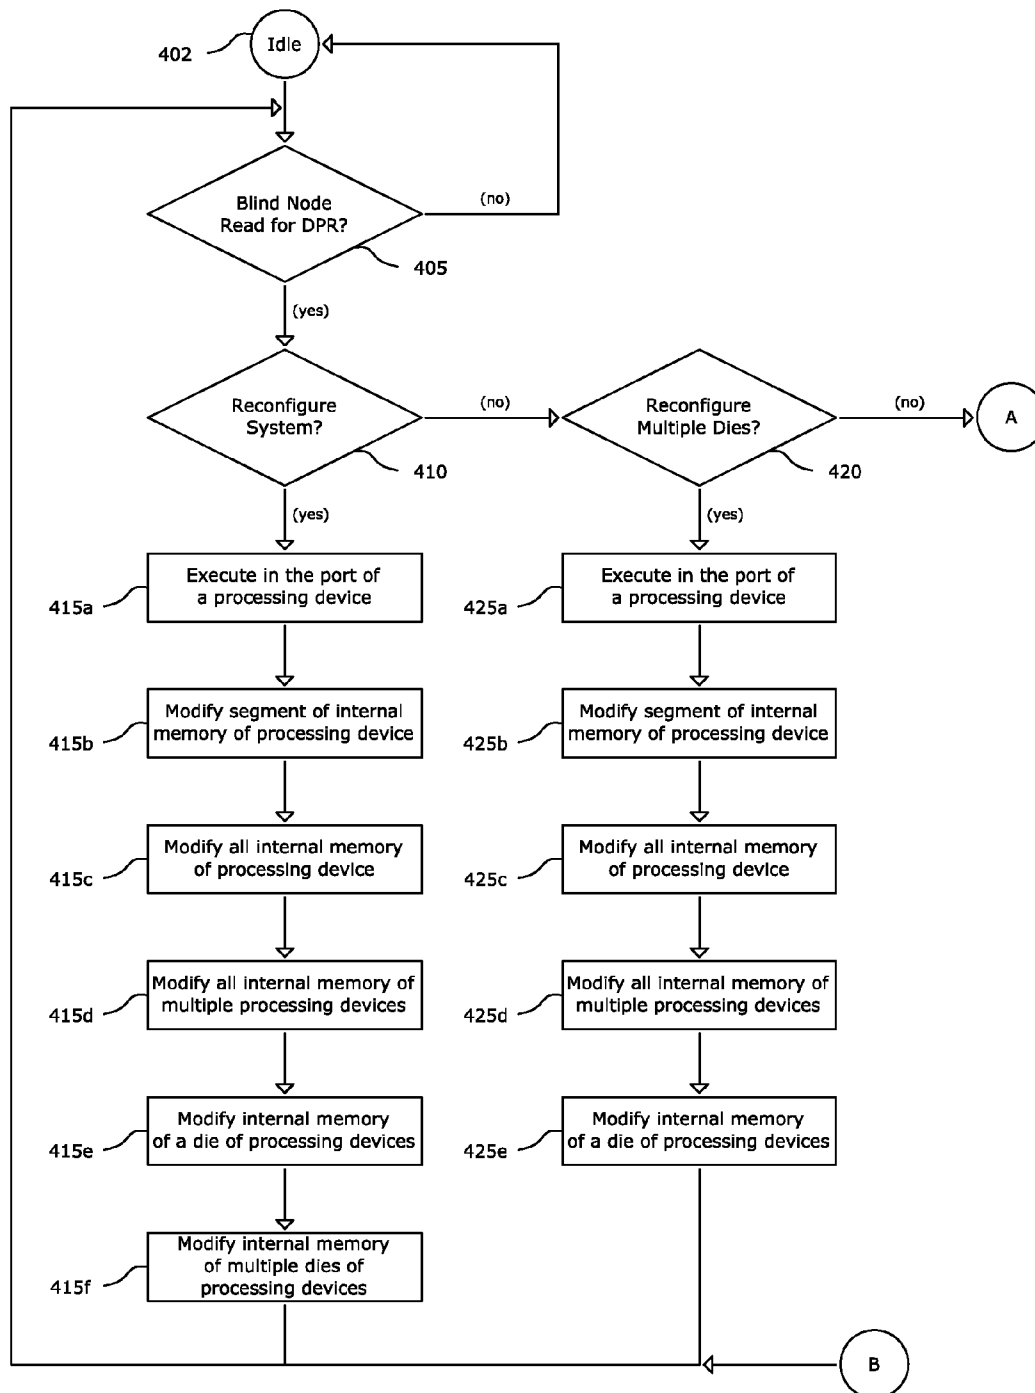 Idle
402
Blind Node
Read for DPR?
(no)
405
(yes)
Reconfigure
System?
(no)
410
Reconfigure
Multiple Dies?
(no)
420
A
(yes)
(yes)
Execute in the port of
a processing device
415a
Execute in the port of
a processing device
425a
Modify segment of internal
memory of processing device
415b
Modify segment of internal
memory of processing device
425b
Modify all internal memory
of processing device
415c
Modify all internal memory
of processing device
425c
Modify all internal memory of
multiple processing devices
415d
Modify all internal memory of
multiple processing devices
425d
Modify internal memory
of a die of processing devices
415e
Modify internal memory
of a die of processing devices
425e
Modify internal memory
of multiple dies of
processing devices
415f
B